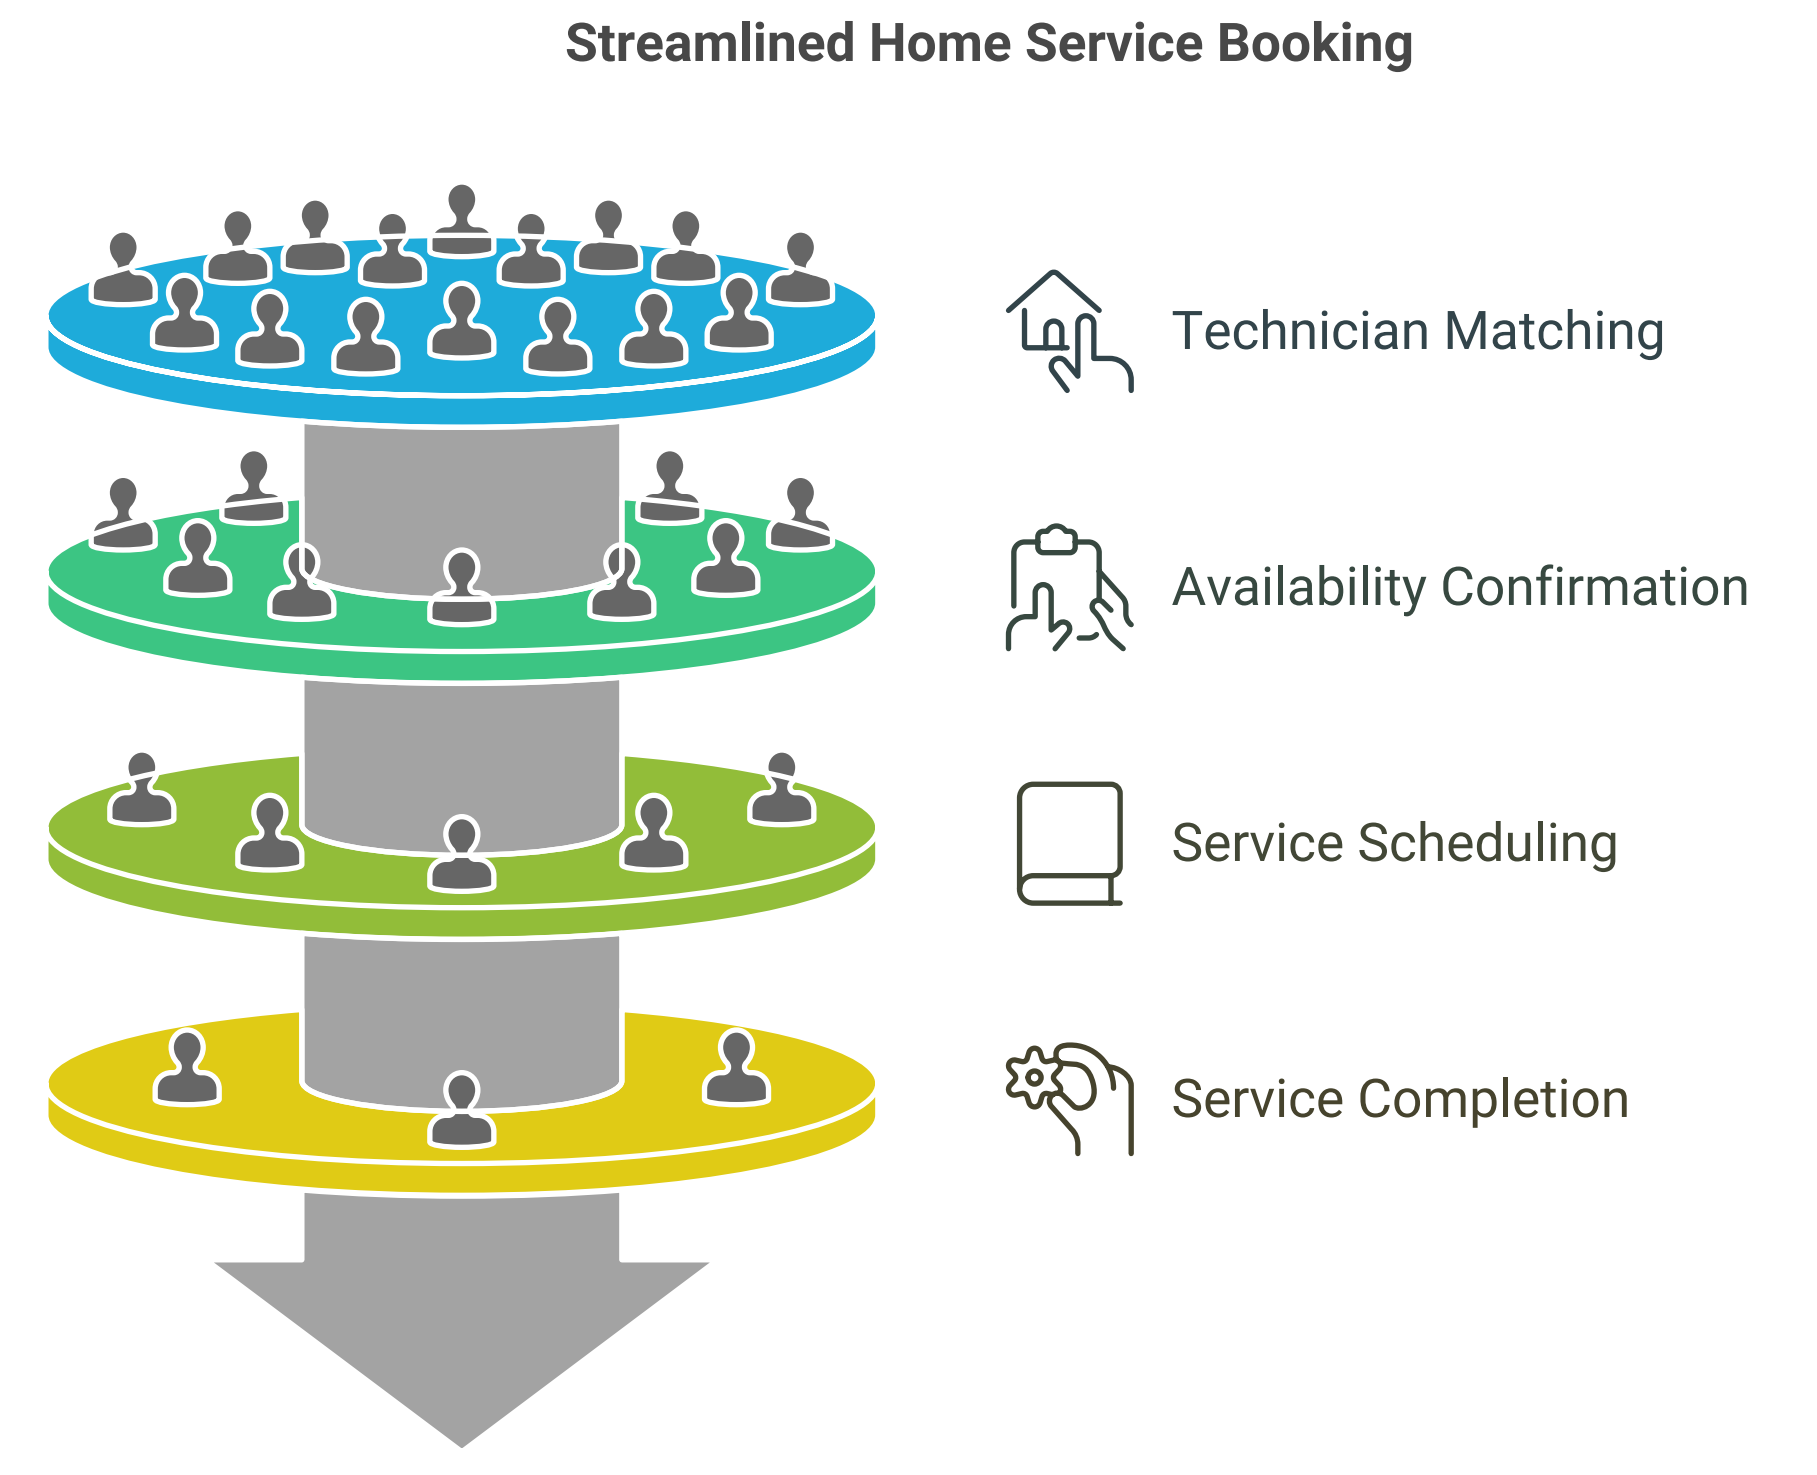 Streamlined Home Service Booking
Technician Matching
Availability Confirmation
Service Scheduling
Service Completion